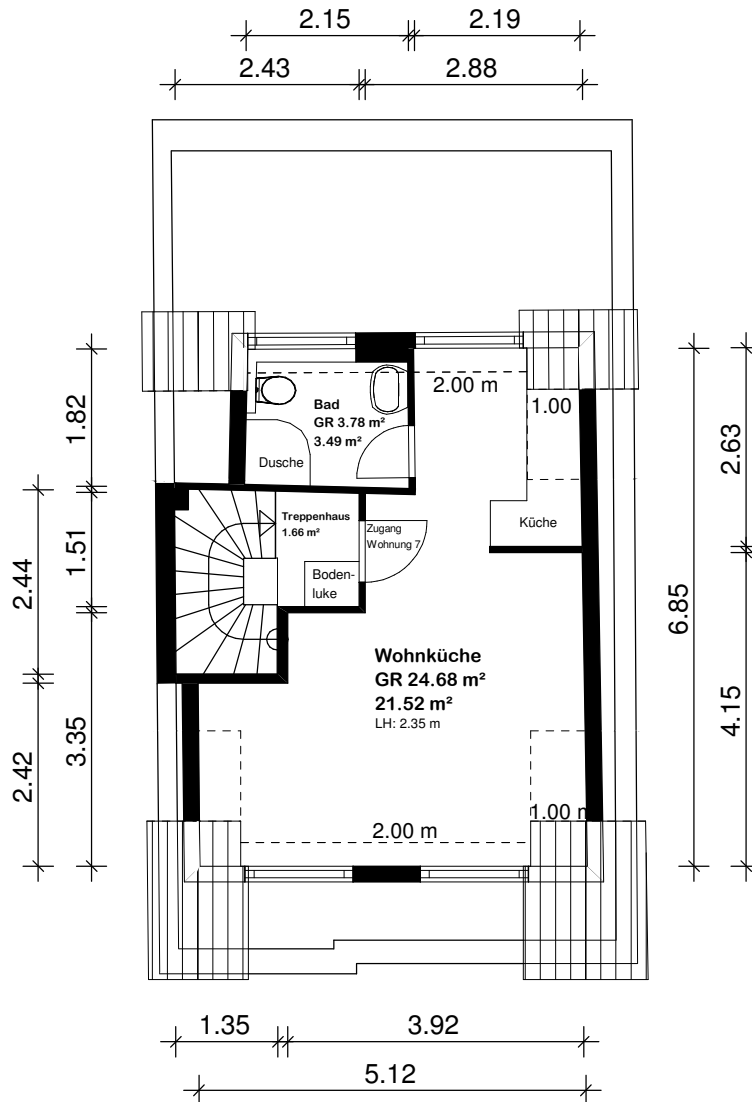 2.15 2.19
2.43 2.88
2.00 m
1.00
Bad
GR 3.78 m²
3.49 m²
Dusche
1.82
2.63
Treppenhaus
1.66 m²
Zugang
Wohnung 7
Küche
Boden-
luke
1.51
2.44
6.85
Wohnküche
GR 24.68 m²
21.52 m²
LH: 2.35 m
3.35
2.42
4.15
2.00 m
1.00 m
1.35 3.92
5.12